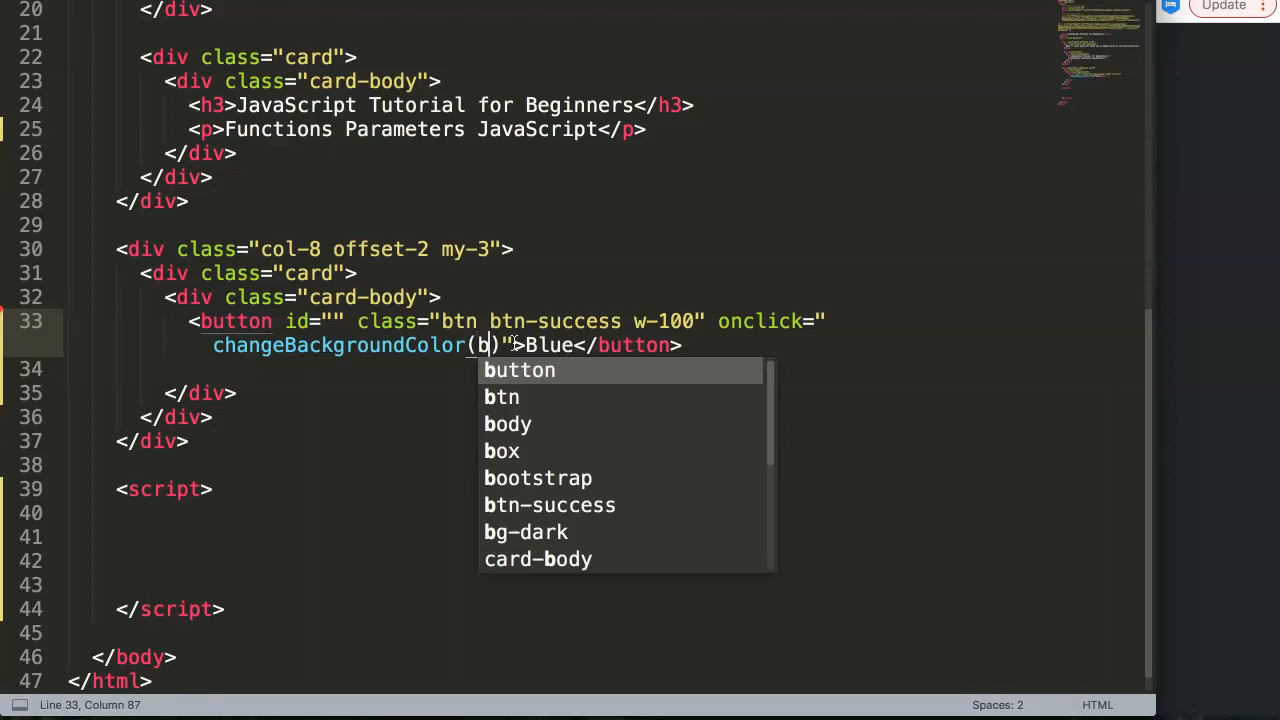 Update
20 </div>
22 <div class="card">
23 <div class="card-body">
24 <h3>JavaScript Tutorial for Beginners</h3>
25 <p>Functions Parameters JavaScript</p>
26 </div>
27 </div>
28 </div>
29
30 <div class="col-8 offset-2 my-3">
31 <div class="card">
32 <div class="card-body">
33 <button id="" class="btn btn-success w-100" onclick="
changeBackgroundColor(b)">Blue</button>
button
34
btn
35 </div>
body
36 </div>
box
37 </div>
38
bootstrap
39 <script>
btn-success
40
bg-dark
41
card-body
42
43
44 </script>
45
46 </body>
47 </html>
Line 33, Column 87 Spaces: 2 HTML